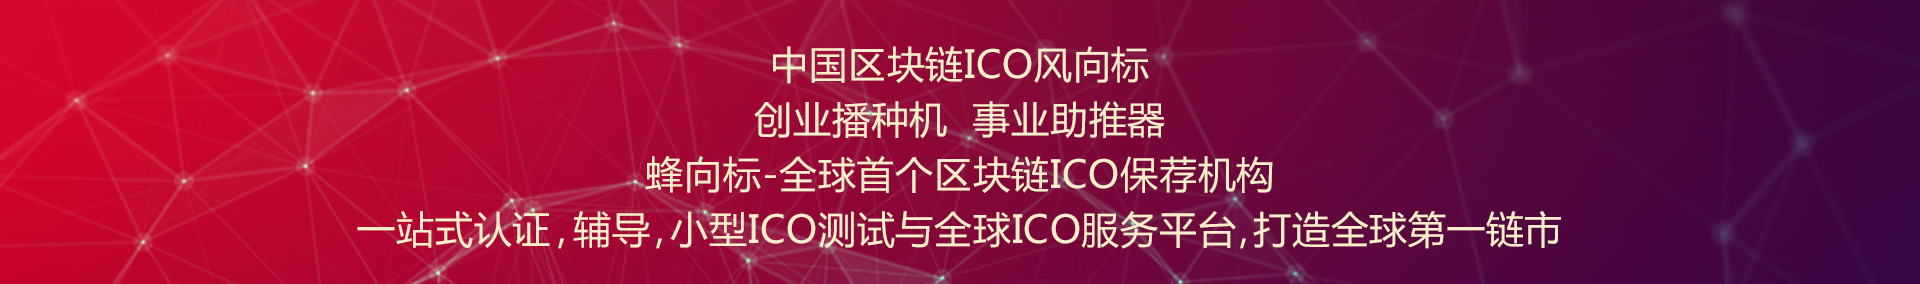 中国区块链ICO风向标
创业播种机 事业助推器
蜂向标-全球首个区块链ICO保荐机构
一站式认证,辅导,小型ICO测试与全球ICO服务平台,打造全球第一链市